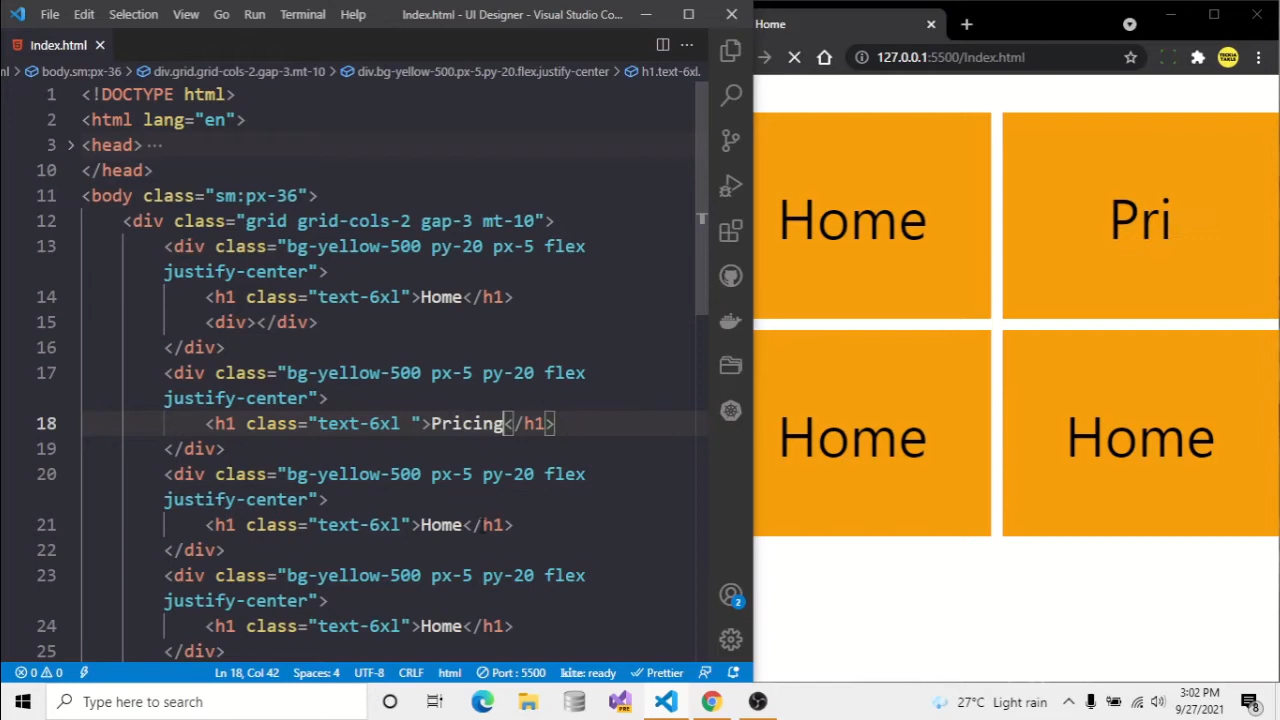 File Edit Selection View Go Run Terminal Help Index.html - UI Designer - Visual Studio Co...
Index.html
ml body.sm:px-36 div.grid.grid-cols-2.gap-3.mt-10 div.bg-yellow-500.px-5.py-20.flex.justify-center h1.text-6xl.
1 <!DOCTYPE html>
2 <html lang="en">
3 <head> ...
10 </head>
11 <body class="sm:px-36">
12 <div class="grid grid-cols-2 gap-3 mt-10">
13 <div class="bg-yellow-500 py-20 px-5 flex
justify-center">
14 <h1 class="text-6xl">Home</h1>
15 <div></div>
16 </div>
17 <div class="bg-yellow-500 px-5 py-20 flex
justify-center">
18 <h1 class="text-6xl ">Pricing</h1>
19 </div>
20 <div class="bg-yellow-500 px-5 py-20 flex
justify-center">
21 <h1 class="text-6xl">Home</h1>
22 </div>
23 <div class="bg-yellow-500 px-5 py-20 flex
justify-center">
24 <h1 class="text-6xl">Home</h1>
25 </div>
2
0 0 Ln 18, Col 42 Spaces: 4 UTF-8 CRLF html Port : 5500 kite: ready Prettier
Home
127.0.0.1:5500/Index.html
Home Pri
Home Home
Type here to search
27°C Light rain
3:02 PM
9/27/2021
8